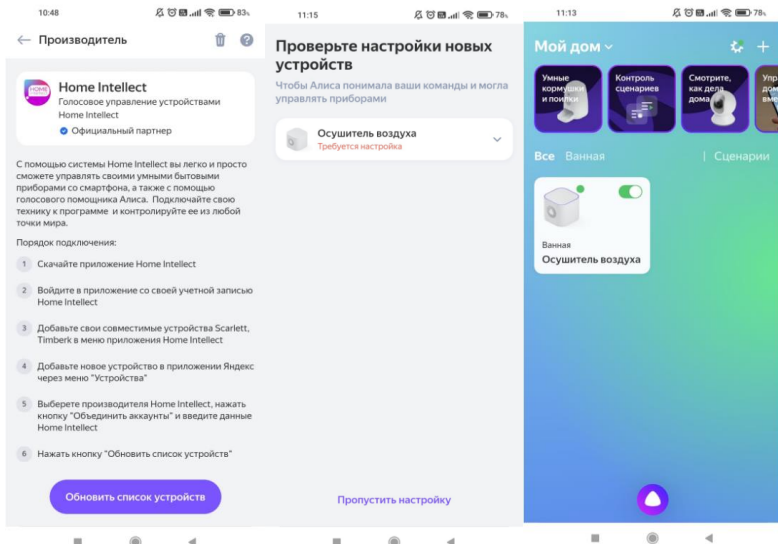 10:48
83%
Производитель
Home Intellect
Голосовое управление устройствами
Home Intellect
Официальный партнер
С помощью системы Home Intellect вы легко и просто
сможете управлять своими умными бытовыми
приборами со смартфона, а также с помощью
голосового помощника Алиса. Подключайте свою
технику к программе и контролируйте ее из любой
точки мира.
Порядок подключения:
1 Скачайте приложение Home Intellect
2 Войдите в приложение со своей учетной записью
Home Intellect
3 Добавьте свои совместимые устройства Scarlett,
Timberk в меню приложения Home Intellect
4 Добавьте новое устройство в приложении Яндекс
через меню "Устройства"
5 Выберете производителя Home Intellect, нажать
кнопку "Объединить аккаунты" и введите данные
Home Intellect
6 Нажать кнопку "Обновить список устройств"
Обновить список устройств
11:15
78%
Проверьте настройки новых
устройств
Чтобы Алиса понимала ваши команды и могла
управлять приборами
Осушитель воздуха
Требуется настройка
Пропустить настройку
11:13
78%
Мой дом
Умные
кормушки
и поилки
Контроль
сценариев
Смотрите,
как дела
дома
Упр
дом
вме
Все Ванная | Сценарии
Ванная
Осушитель воздуха